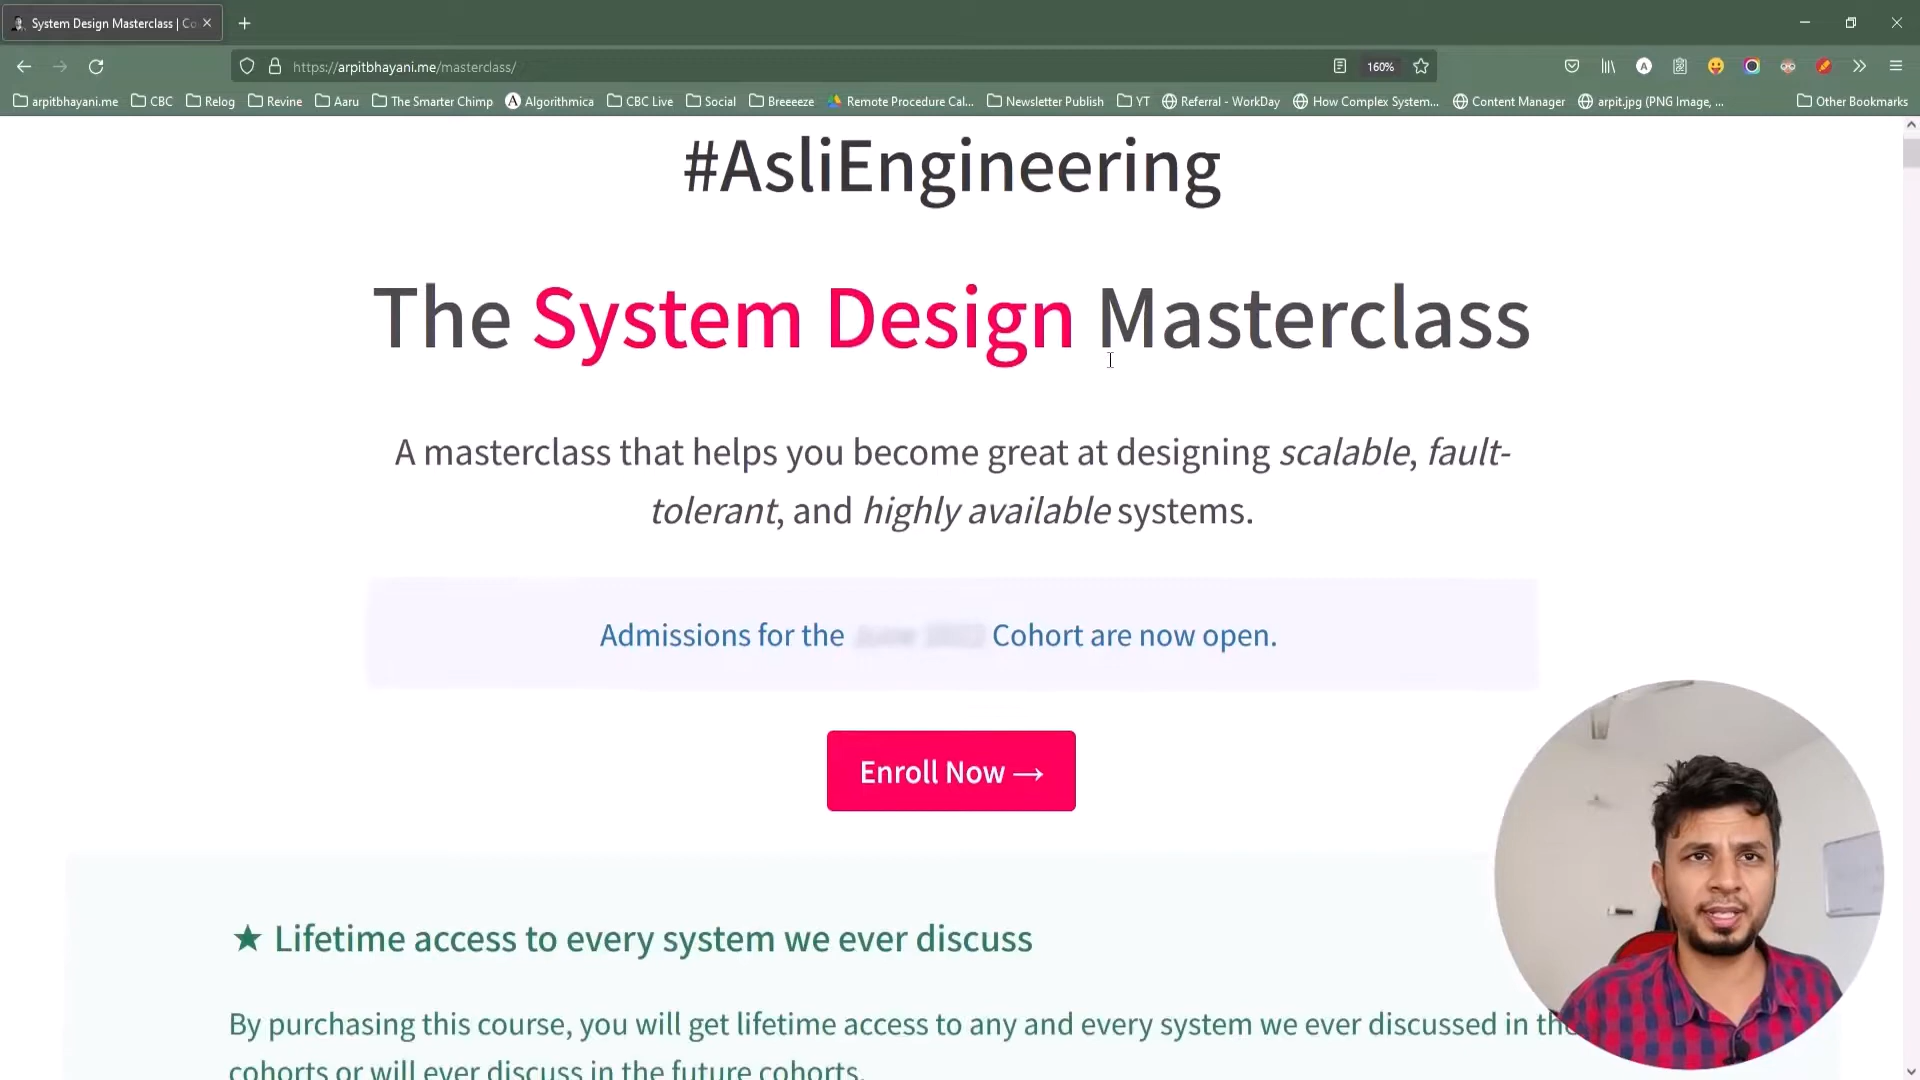 System Design Masterclass | Co
https://arpitbhayani.me/masterclass/
160%
arpitbhayani.me
CBC
Relog
Revine
Aaru
The Smarter Chimp
Algorithmica
CBC Live
Social
Breeeeze
Remote Procedure Cal...
Newsletter Publish
YT
Referral - WorkDay
How Complex System...
Content Manager
arpit.jpg (PNG Image, ...
Other Bookmarks
#AsliEngineering
The System Design Masterclass
A masterclass that helps you become great at designing scalable, fault-
tolerant, and highly available systems.
Admissions for the Cohort are now open.
Enroll Now →
★ Lifetime access to every system we ever discuss
By purchasing this course, you will get lifetime access to any and every system we ever discussed in the
cohorts or will ever discuss in the future cohorts.